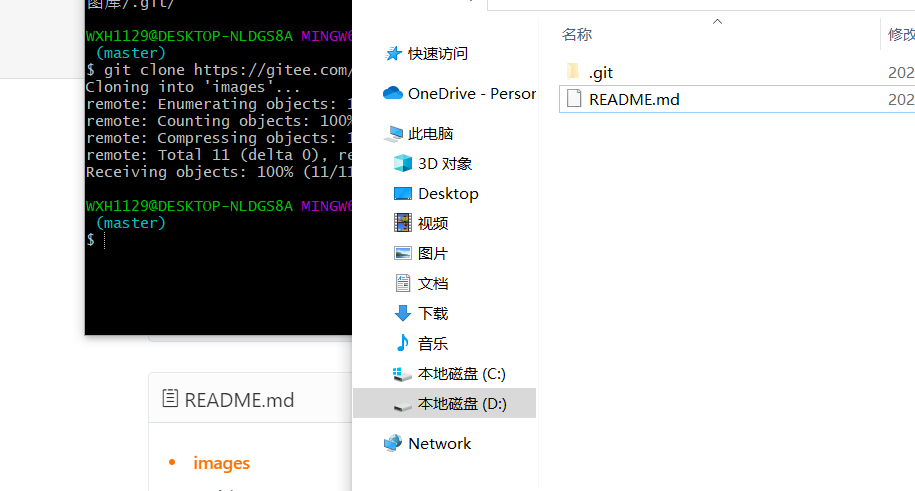 图库/.git/
WXH1129@DESKTOP-NLDGS8A MINGW6
(master)
$ git clone https://gitee.com/
Cloning into 'images'...
remote: Enumerating objects: 1
remote: Counting objects: 100%
remote: Compressing objects: 1
remote: Total 11 (delta 0), re
Receiving objects: 100% (11/11
WXH1129@DESKTOP-NLDGS8A MINGW6
(master)
$
README.md
images
快速访问
OneDrive - Person
此电脑
3D 对象
Desktop
视频
图片
文档
下载
音乐
本地磁盘 (C:)
本地磁盘 (D:)
Network
名称 修改
.git 202
README.md 202